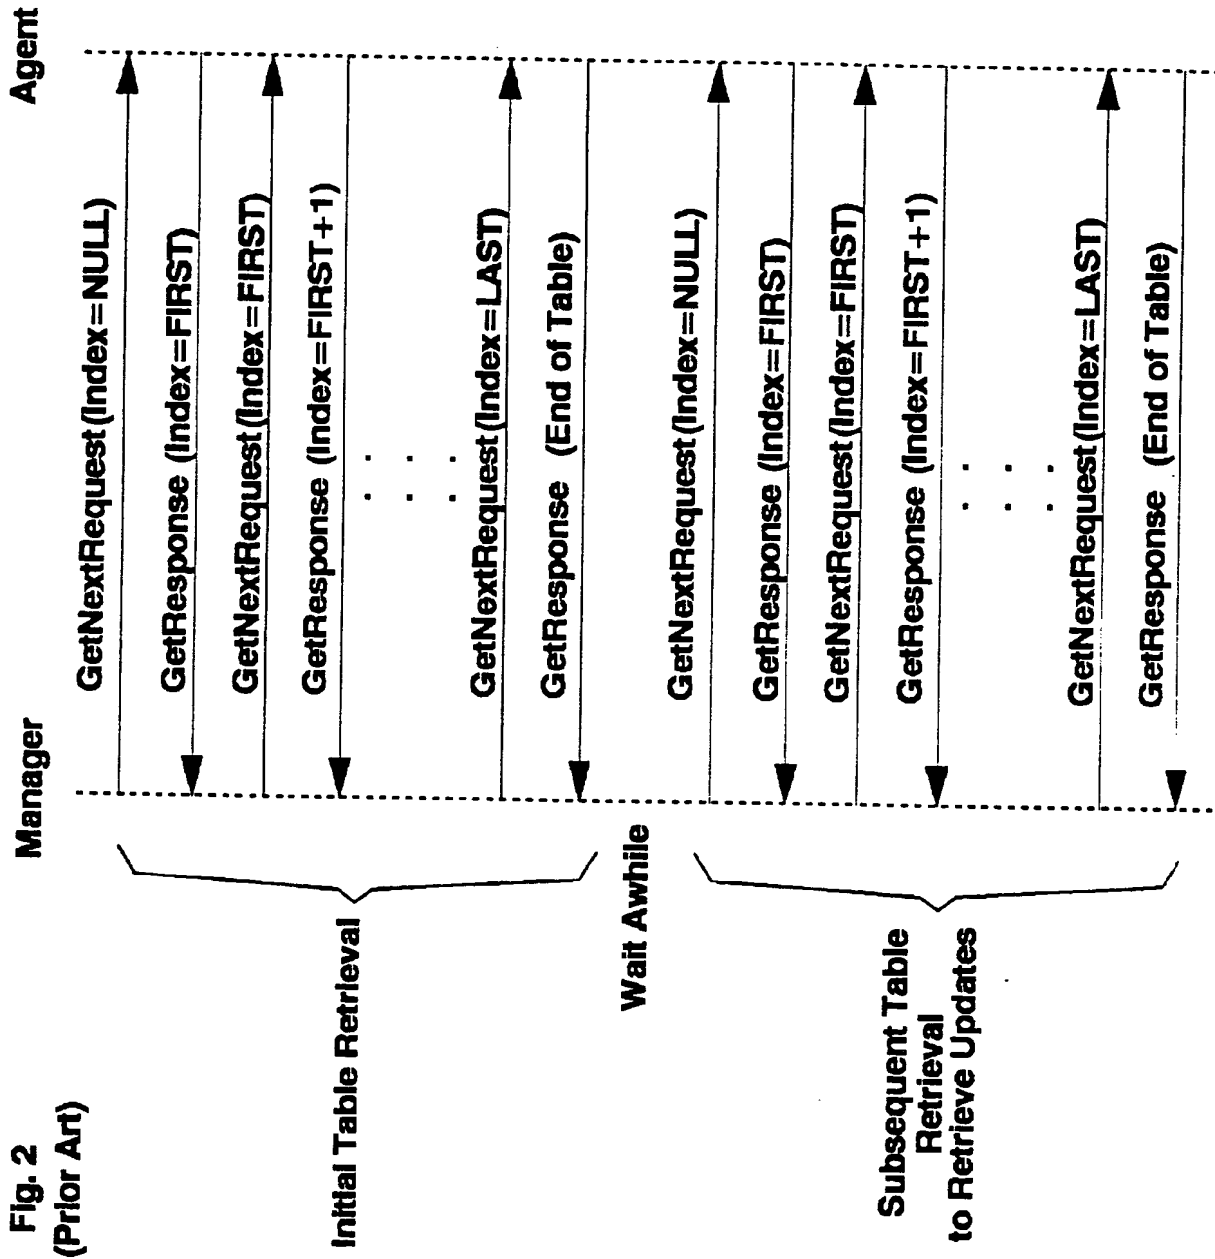 Fig. 2
(Prior Art)
Manager
Agent
Initial Table Retrieval
GetNextRequest(Index=NULL)
GetResponse (Index=FIRST)
GetNextRequest(Index=FIRST)
GetResponse (Index=FIRST+1)
. . .
. . .
GetNextRequest(Index=LAST)
GetResponse (End of Table)
Wait Awhile
Subsequent Table
Retrieval
to Retrieve Updates
GetNextRequest(Index=NULL)
GetResponse (Index=FIRST)
GetNextRequest(Index=FIRST)
GetResponse (Index=FIRST+1)
. . .
. . .
GetNextRequest(Index=LAST)
GetResponse (End of Table)